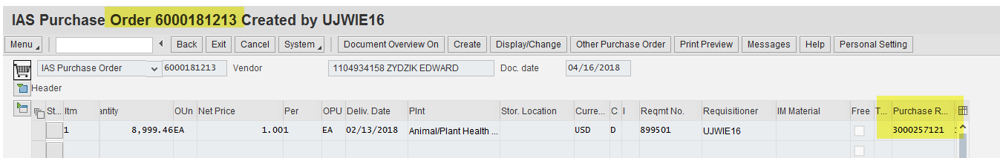 IAS Purchase Order 6000181213 Created by UJWIE16
Menu Back Exit Cancel System Document Overview On Create Display/Change Other Purchase Order Print Preview Messages Help Personal Setting
IAS Purchase Order 6000181213 Vendor 1104934158 ZYDZIK EDWARD Doc. date 04/16/2018
Header
St... Itm antity OUn Net Price Per OPU Deliv. Date Plnt Stor. Location Curre... C I Reqmt No. Requisitioner IM Material Free T... Purchase R...
1 8,999.46 EA 1.00 1 EA 02/13/2018 Animal/Plant Health ... USD D 899501 UJWIE16 3000257121